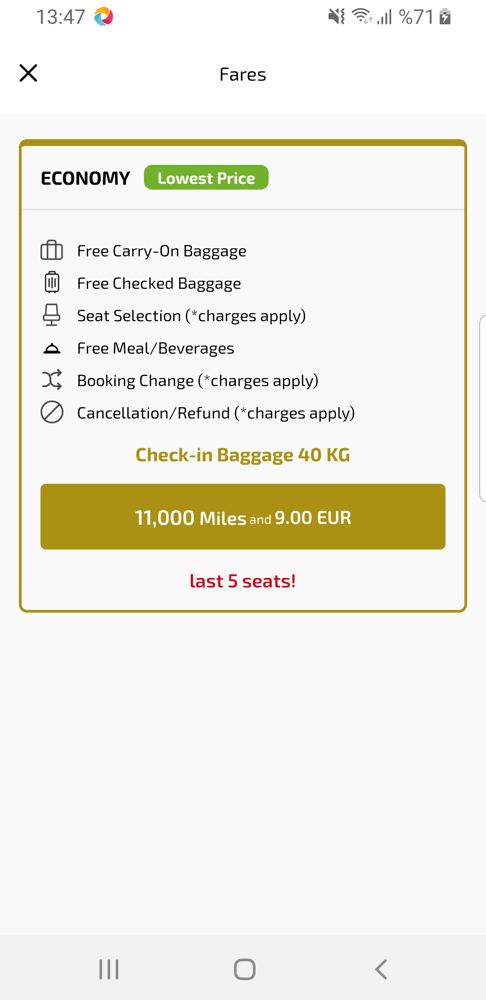 13:47 %71
Fares
ECONOMY Lowest Price
Free Carry-On Baggage
Free Checked Baggage
Seat Selection (*charges apply)
Free Meal/Beverages
Booking Change (*charges apply)
Cancellation/Refund (*charges apply)
Check-in Baggage 40 KG
11,000 Miles and 9.00 EUR
last 5 seats!